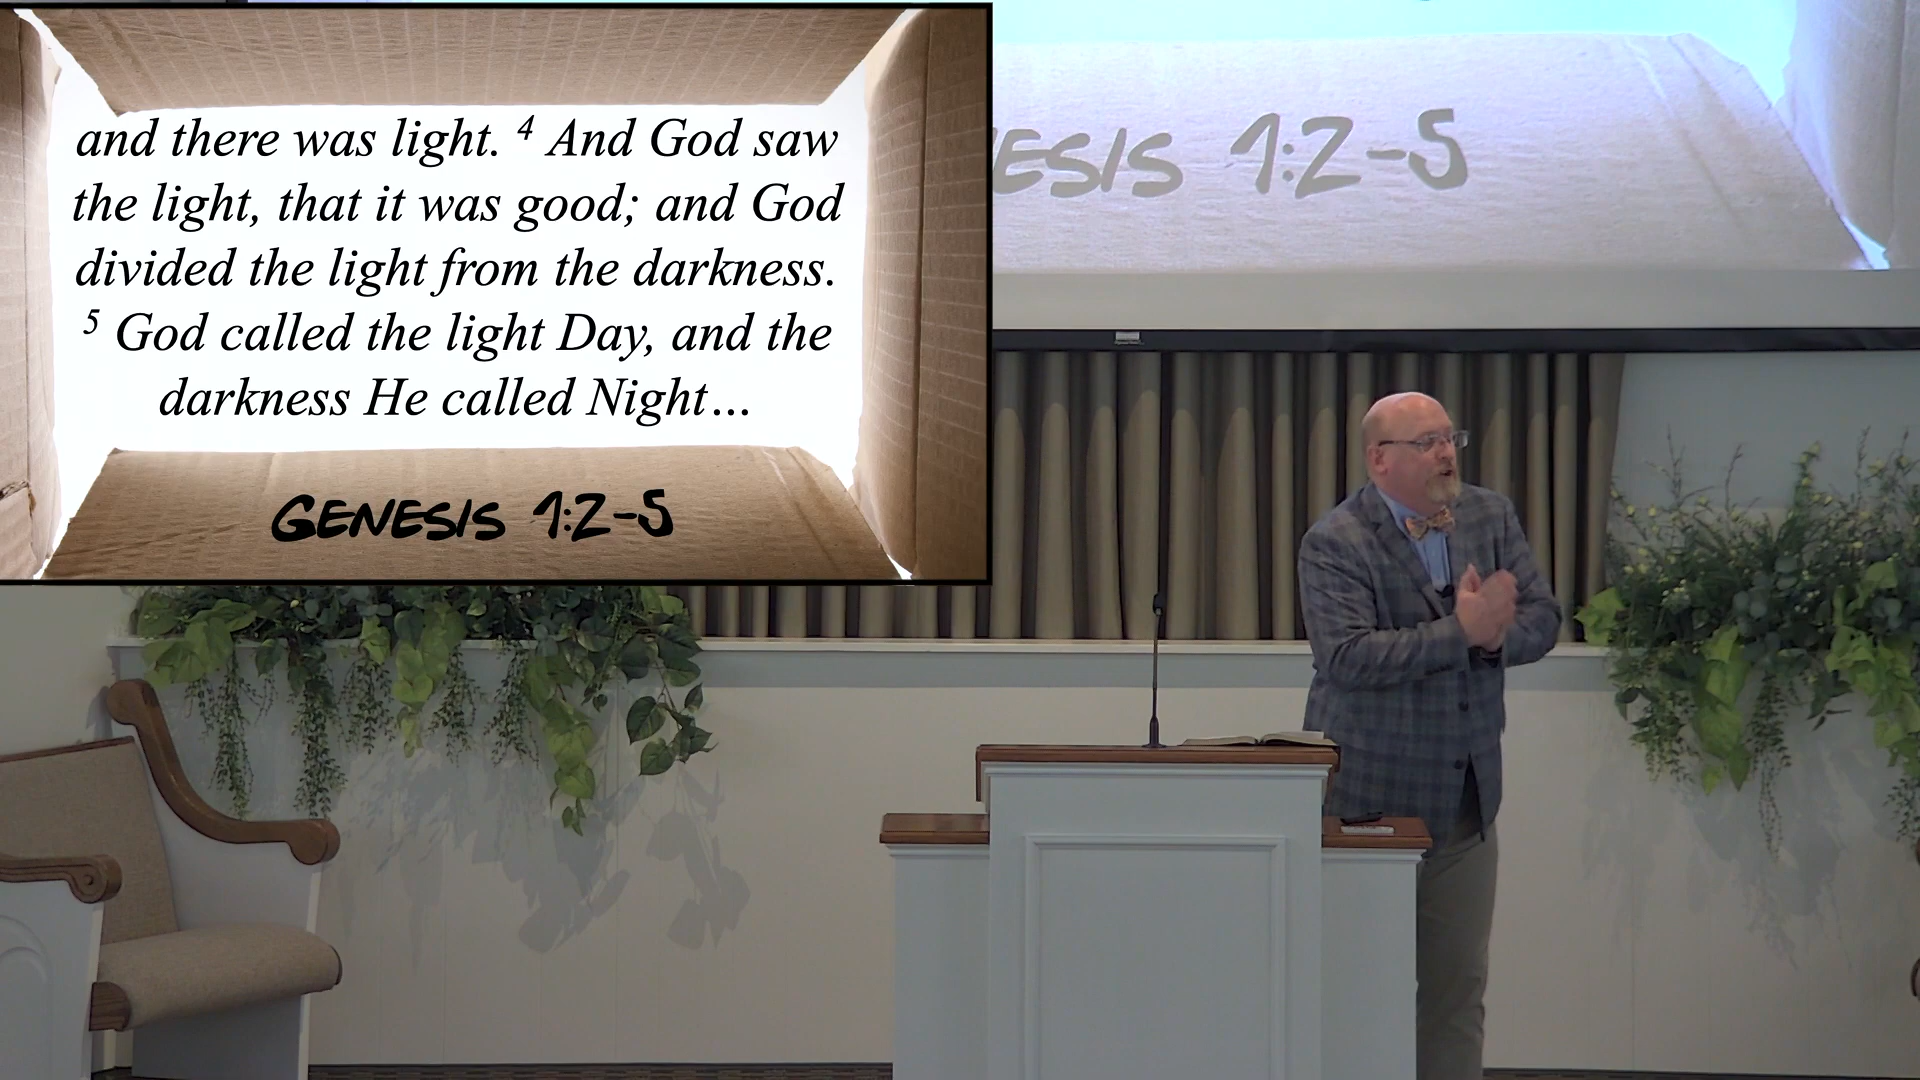 and there was light. ⁴ And God saw
the light, that it was good; and God
divided the light from the darkness.
⁵ God called the light Day, and the
darkness He called Night…
GENESIS 1:2-5
ESIS 1:2-5